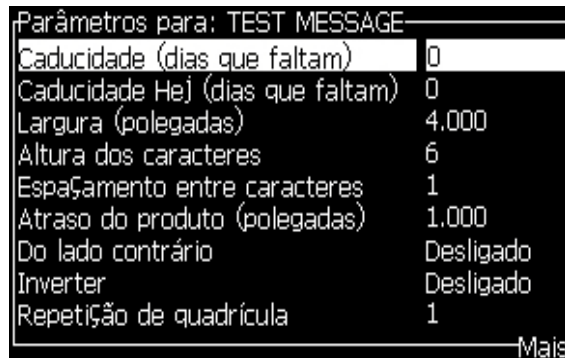 Parâmetros para: TEST MESSAGE
Caducidade (dias que faltam) 0
Caducidade Hej (dias que faltam) 0
Largura (polegadas) 4.000
Altura dos caracteres 6
EspaÇamento entre caracteres 1
Atraso do produto (polegadas) 1.000
Do lado contrário Desligado
Inverter Desligado
RepetiÇão de quadrícula 1
Mais